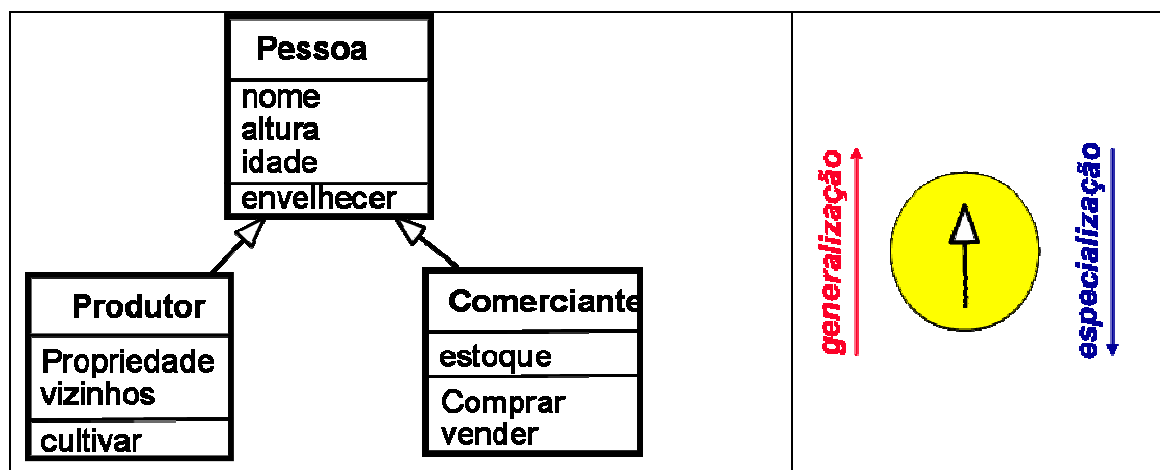 Pessoa
nome
altura
idade
envelhecer
Produtor
Propriedade
vizinhos
cultivar
Comerciante
estoque
Comprar
vender
generalização
especialização